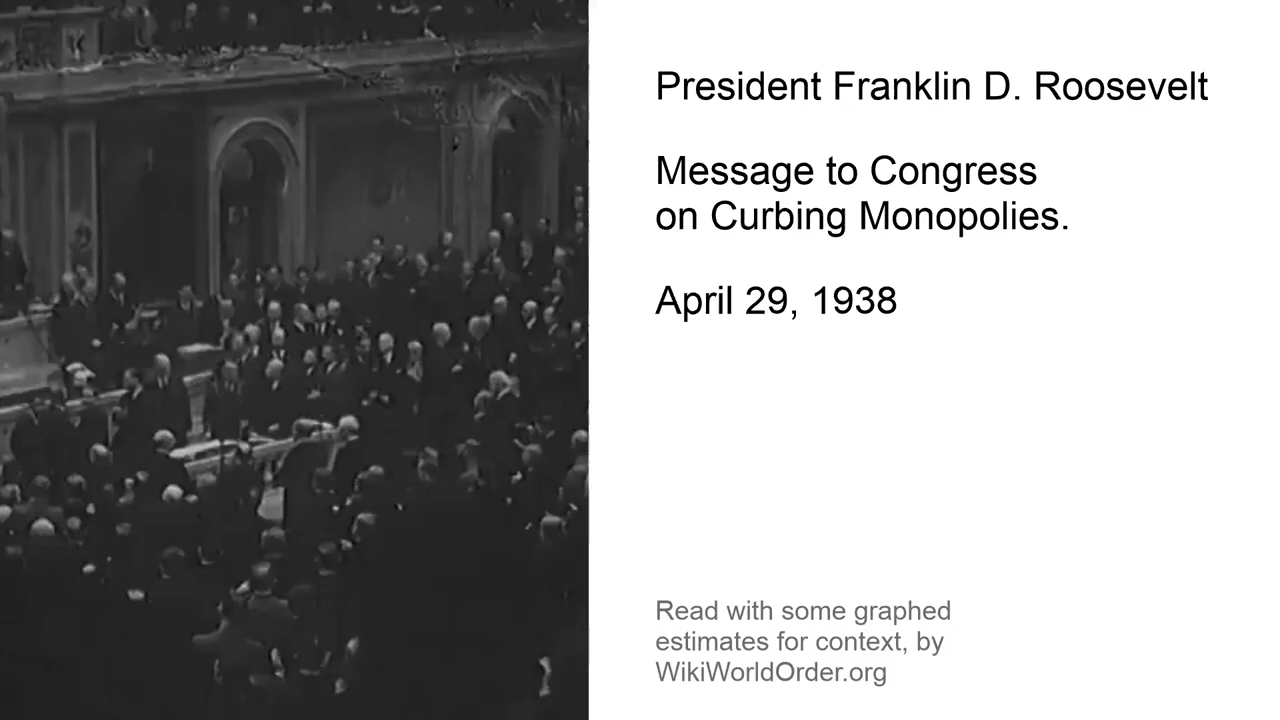 President Franklin D. Roosevelt
Message to Congress
on Curbing Monopolies.
April 29, 1938
Read with some graphed
estimates for context, by
WikiWorldOrder.org